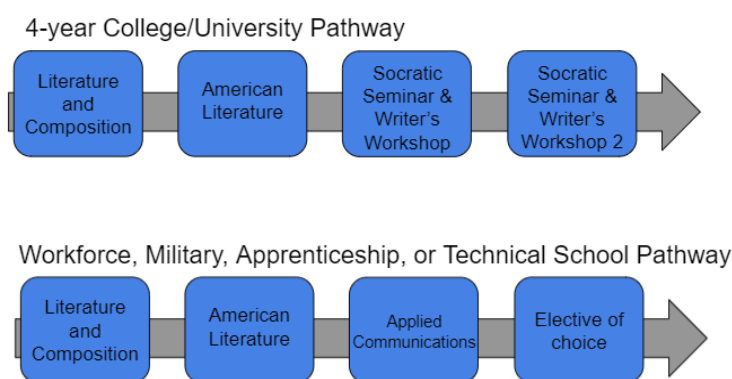 4-year College/University Pathway
Literature
and
Composition
American
Literature
Socratic
Seminar &
Writer's
Workshop
Socratic
Seminar &
Writer's
Workshop 2
Workforce, Military, Apprenticeship, or Technical School Pathway
Literature
and
Composition
American
Literature
Applied
Communications
Elective of
choice